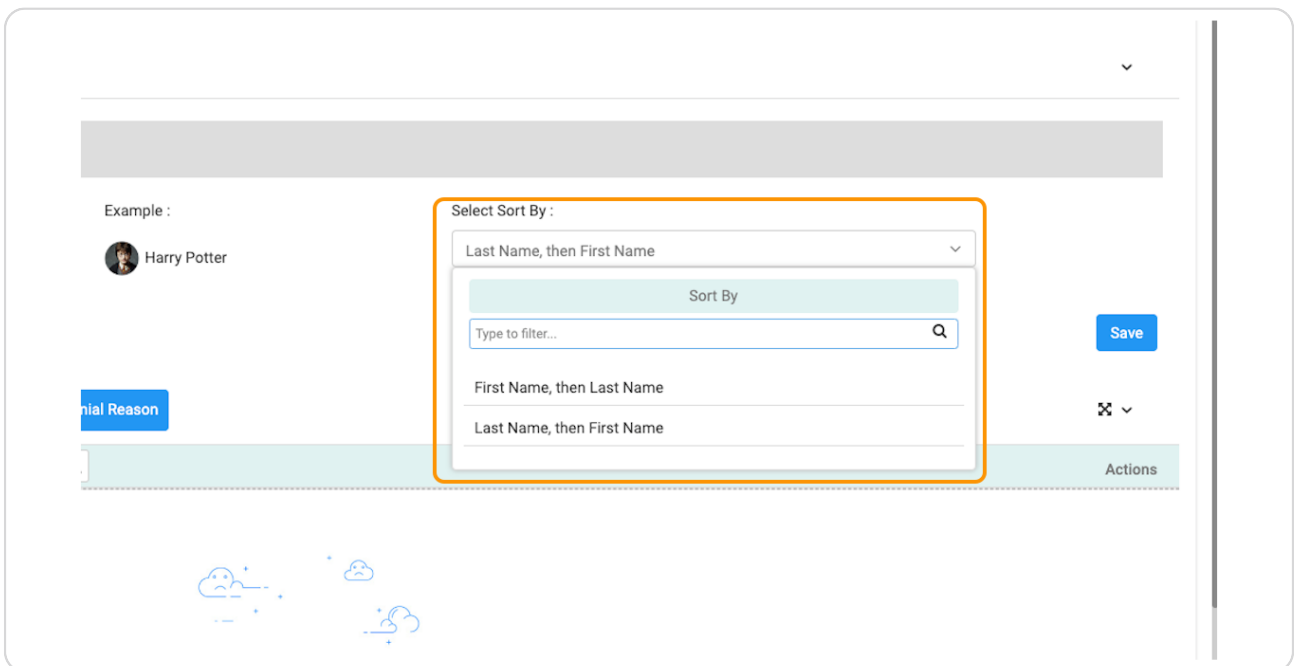 Example :
Select Sort By :
Last Name, then First Name
Harry Potter
Sort By
Type to filter...
Save
First Name, then Last Name
nial Reason
Last Name, then First Name
Actions